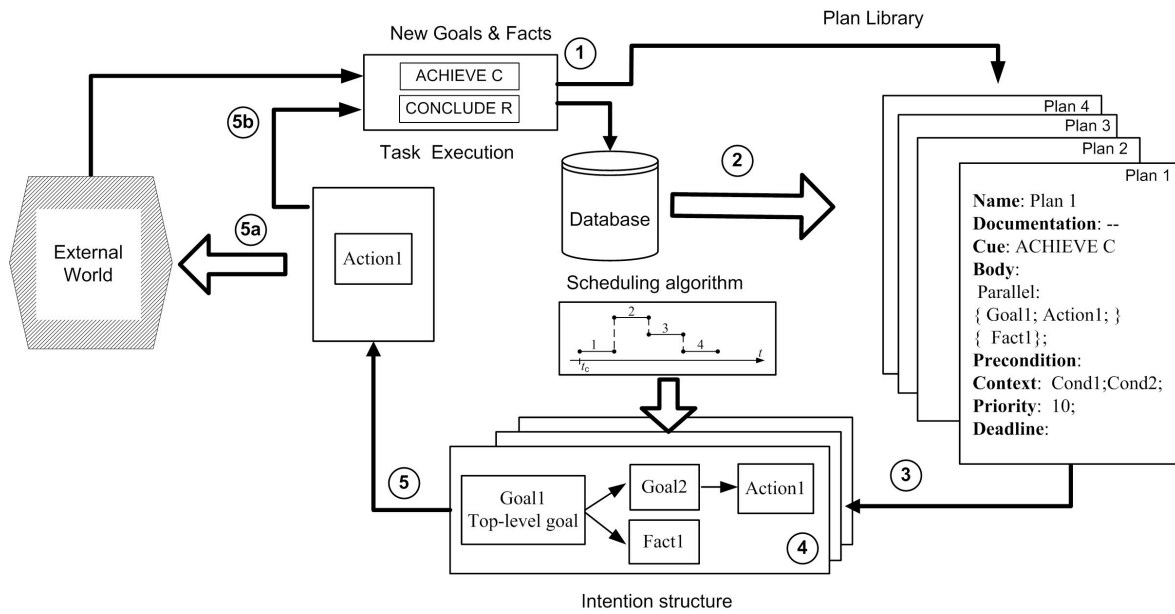 Plan Library
New Goals & Facts
1
ACHIEVE C
CONCLUDE R
5b
Task  Execution
Plan 4
Plan 3
Plan 2
Plan 1
2
Database
Name: Plan 1
Documentation: --
Cue: ACHIEVE C
Body:
Parallel:
{ Goal1; Action1; }
{ Fact1};
Precondition:
Context: Cond1;Cond2;
Priority: 10;
Deadline:
External
World
5a
Action1
Scheduling algorithm
2
3
1
4
tc
t
5
3
Goal1
Top-level goal
Goal2
Action1
Fact1
4
Intention structure